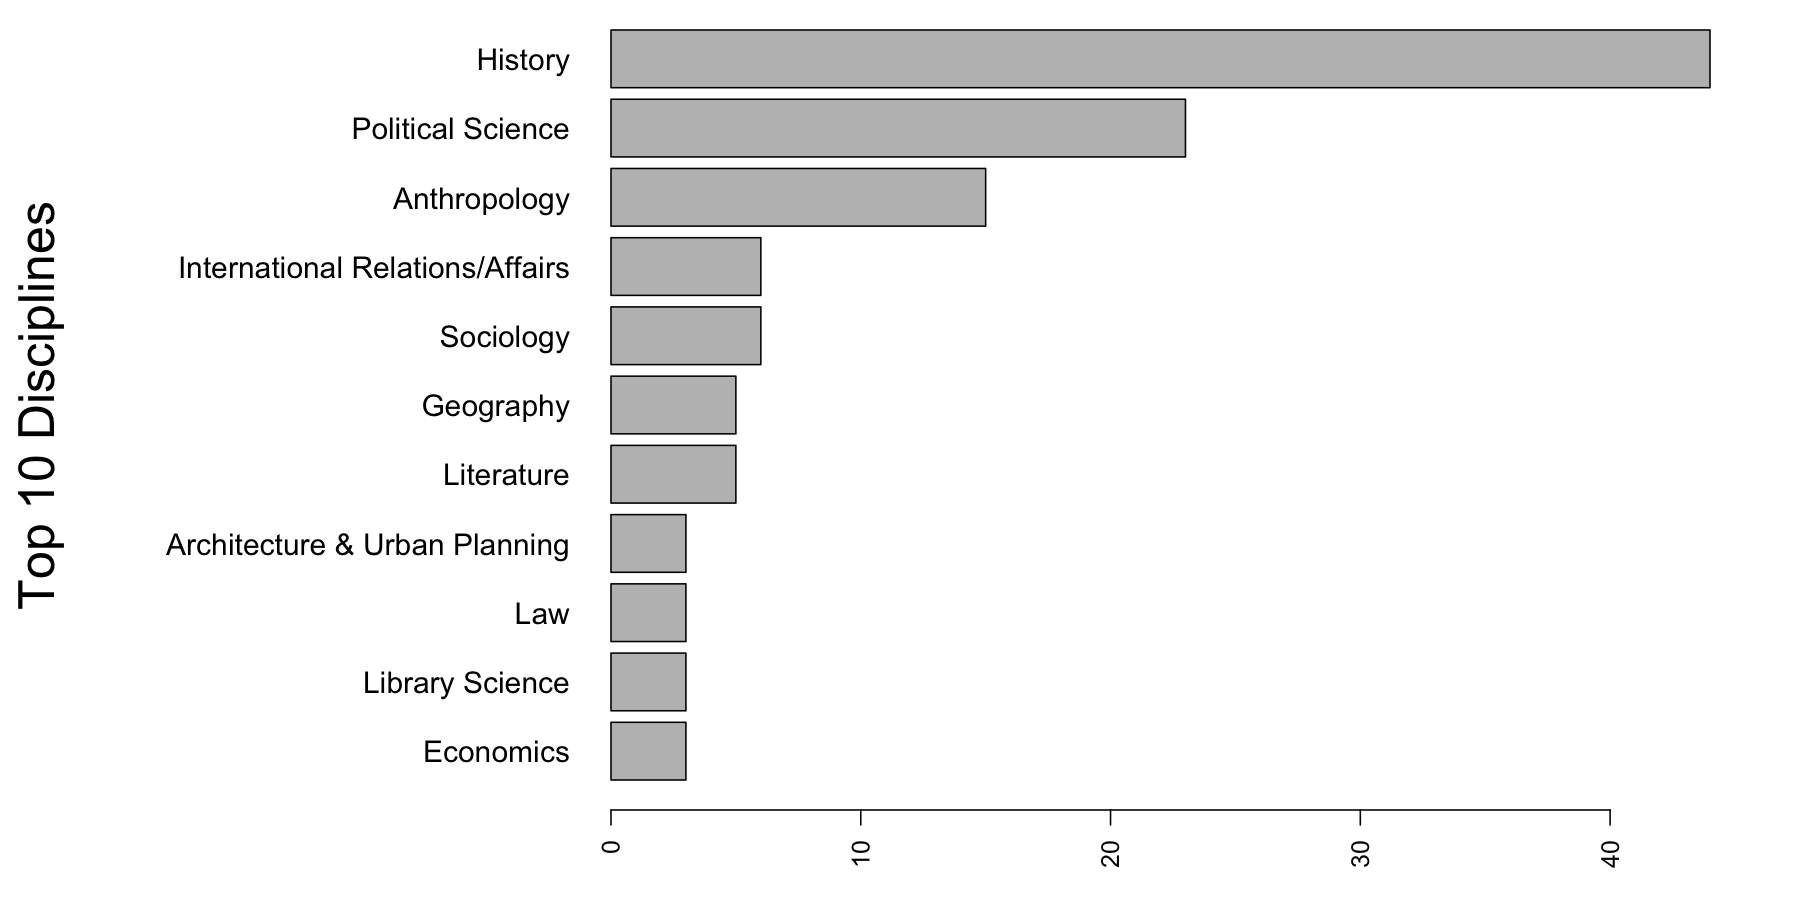 Top 10 Disciplines
History
Political Science
Anthropology
International Relations/Affairs
Sociology
Geography
Literature
Architecture & Urban Planning
Law
Library Science
Economics
0
10
20
30
40